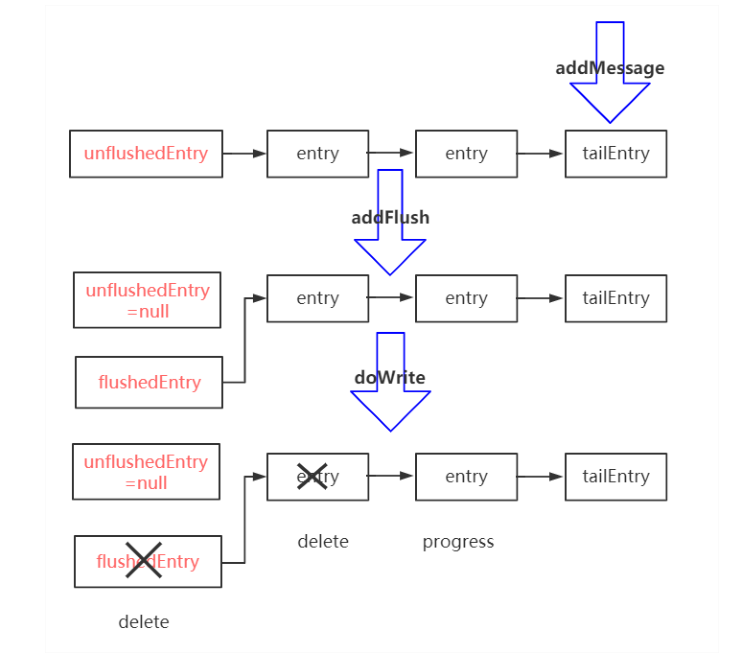 addMessage
unflushedEntry
entry
entry
tailEntry
addFlush
unflushedEntry
=null
entry
entry
tailEntry
flushedEntry
doWrite
unflushedEntry
=null
entry
entry
tailEntry
delete
progress
flushedEntry
delete